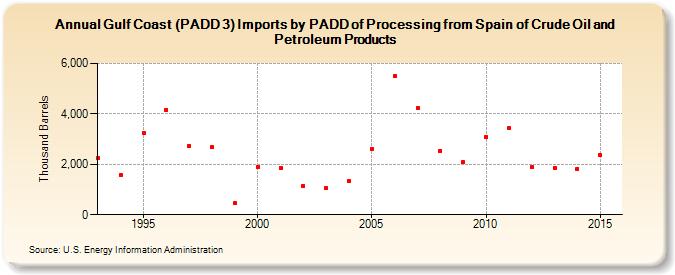 Annual Gulf Coast (PADD 3) Imports by PADD of Processing from Spain of Crude Oil and
Petroleum Products
Thousand Barrels
6,000
4,000
2,000
0
1995 2000 2005 2010 2015
Source: U.S. Energy Information Administration